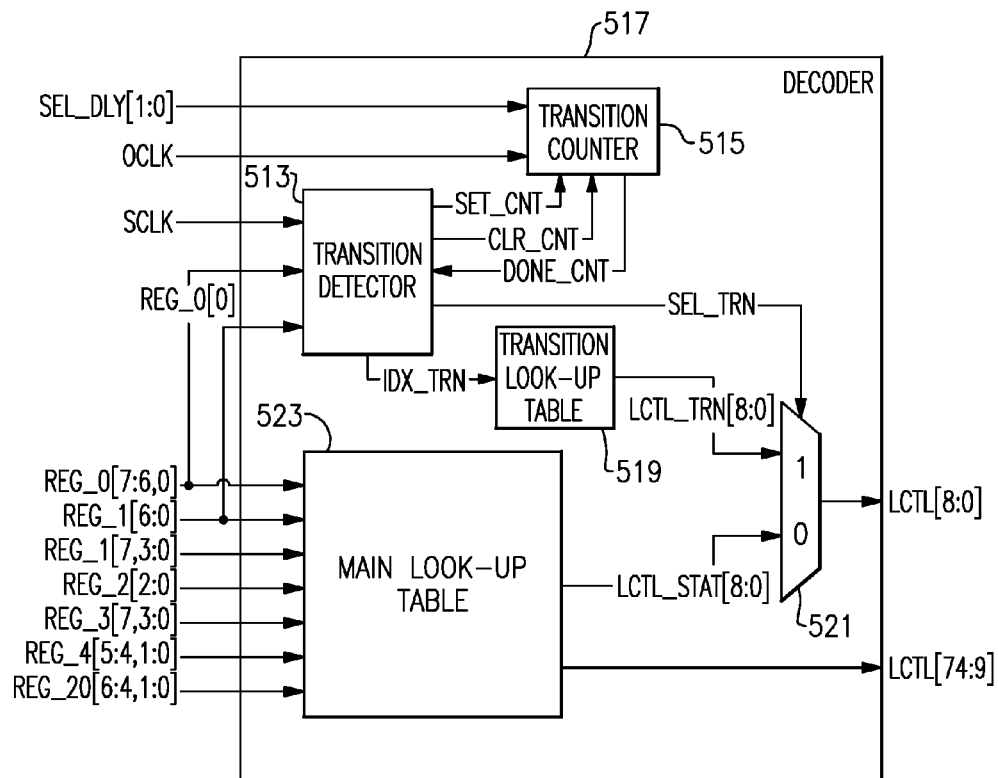 517
DECODER
SEL_DLY[1:0]
TRANSITION
COUNTER
515
OCLK
513
SET_CNT
SCLK
CLR_CNT
TRANSITION
DETECTOR
DONE_CNT
REG_0[0]
SEL_TRN
IDX_TRN
TRANSITION
LOOK-UP
TABLE
LCTL_TRN[8:0]
519
523
1
REG_0[7:6,0]
REG_1[6:0]
LCTL[8:0]
0
REG_1[7,3:0]
MAIN LOOK-UP
TABLE
REG_2[2:0]
LCTL_STAT[8:0]
REG_3[7,3:0]
521
REG_4[5:4,1:0]
LCTL[74:9]
REG_20[6:4,1:0]